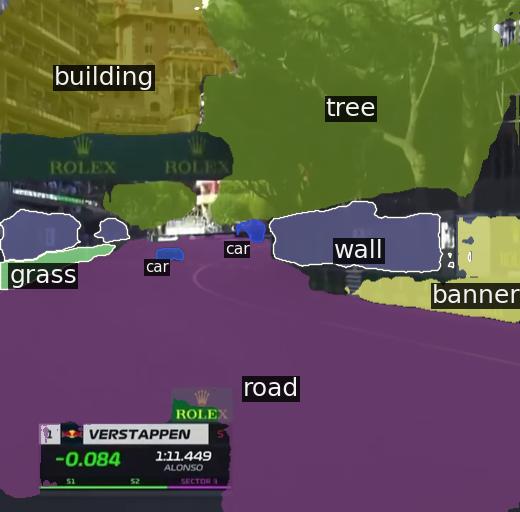 building
tree
ROLEX ROLEX
wall
car
car
grass
banner
road
ROLEX
1 VERSTAPPEN
-0.084 1:11.449
ALONSO
S1 S2 SECTOR 3